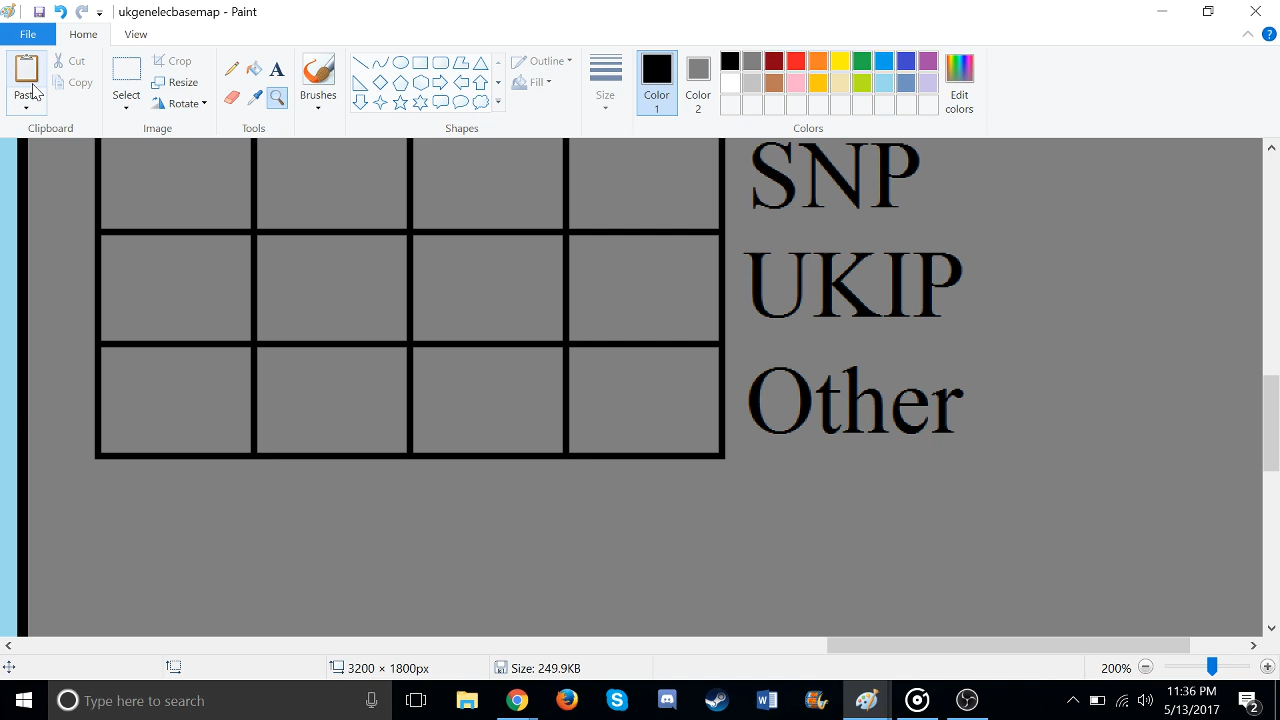 ukgenelecbasemap - Paint
File Home View
Paste
Cut
Copy
Clipboard
Select
Crop
Resize
Rotate
Image
A
Tools
Brushes
Shapes
Outline
Fill
Size
Color 1
Color 2
Edit colors
Colors
SNP
UKIP
Other
3200 × 1800px
Size: 249.9KB
200%
Type here to search
11:36 PM
5/13/2017
2